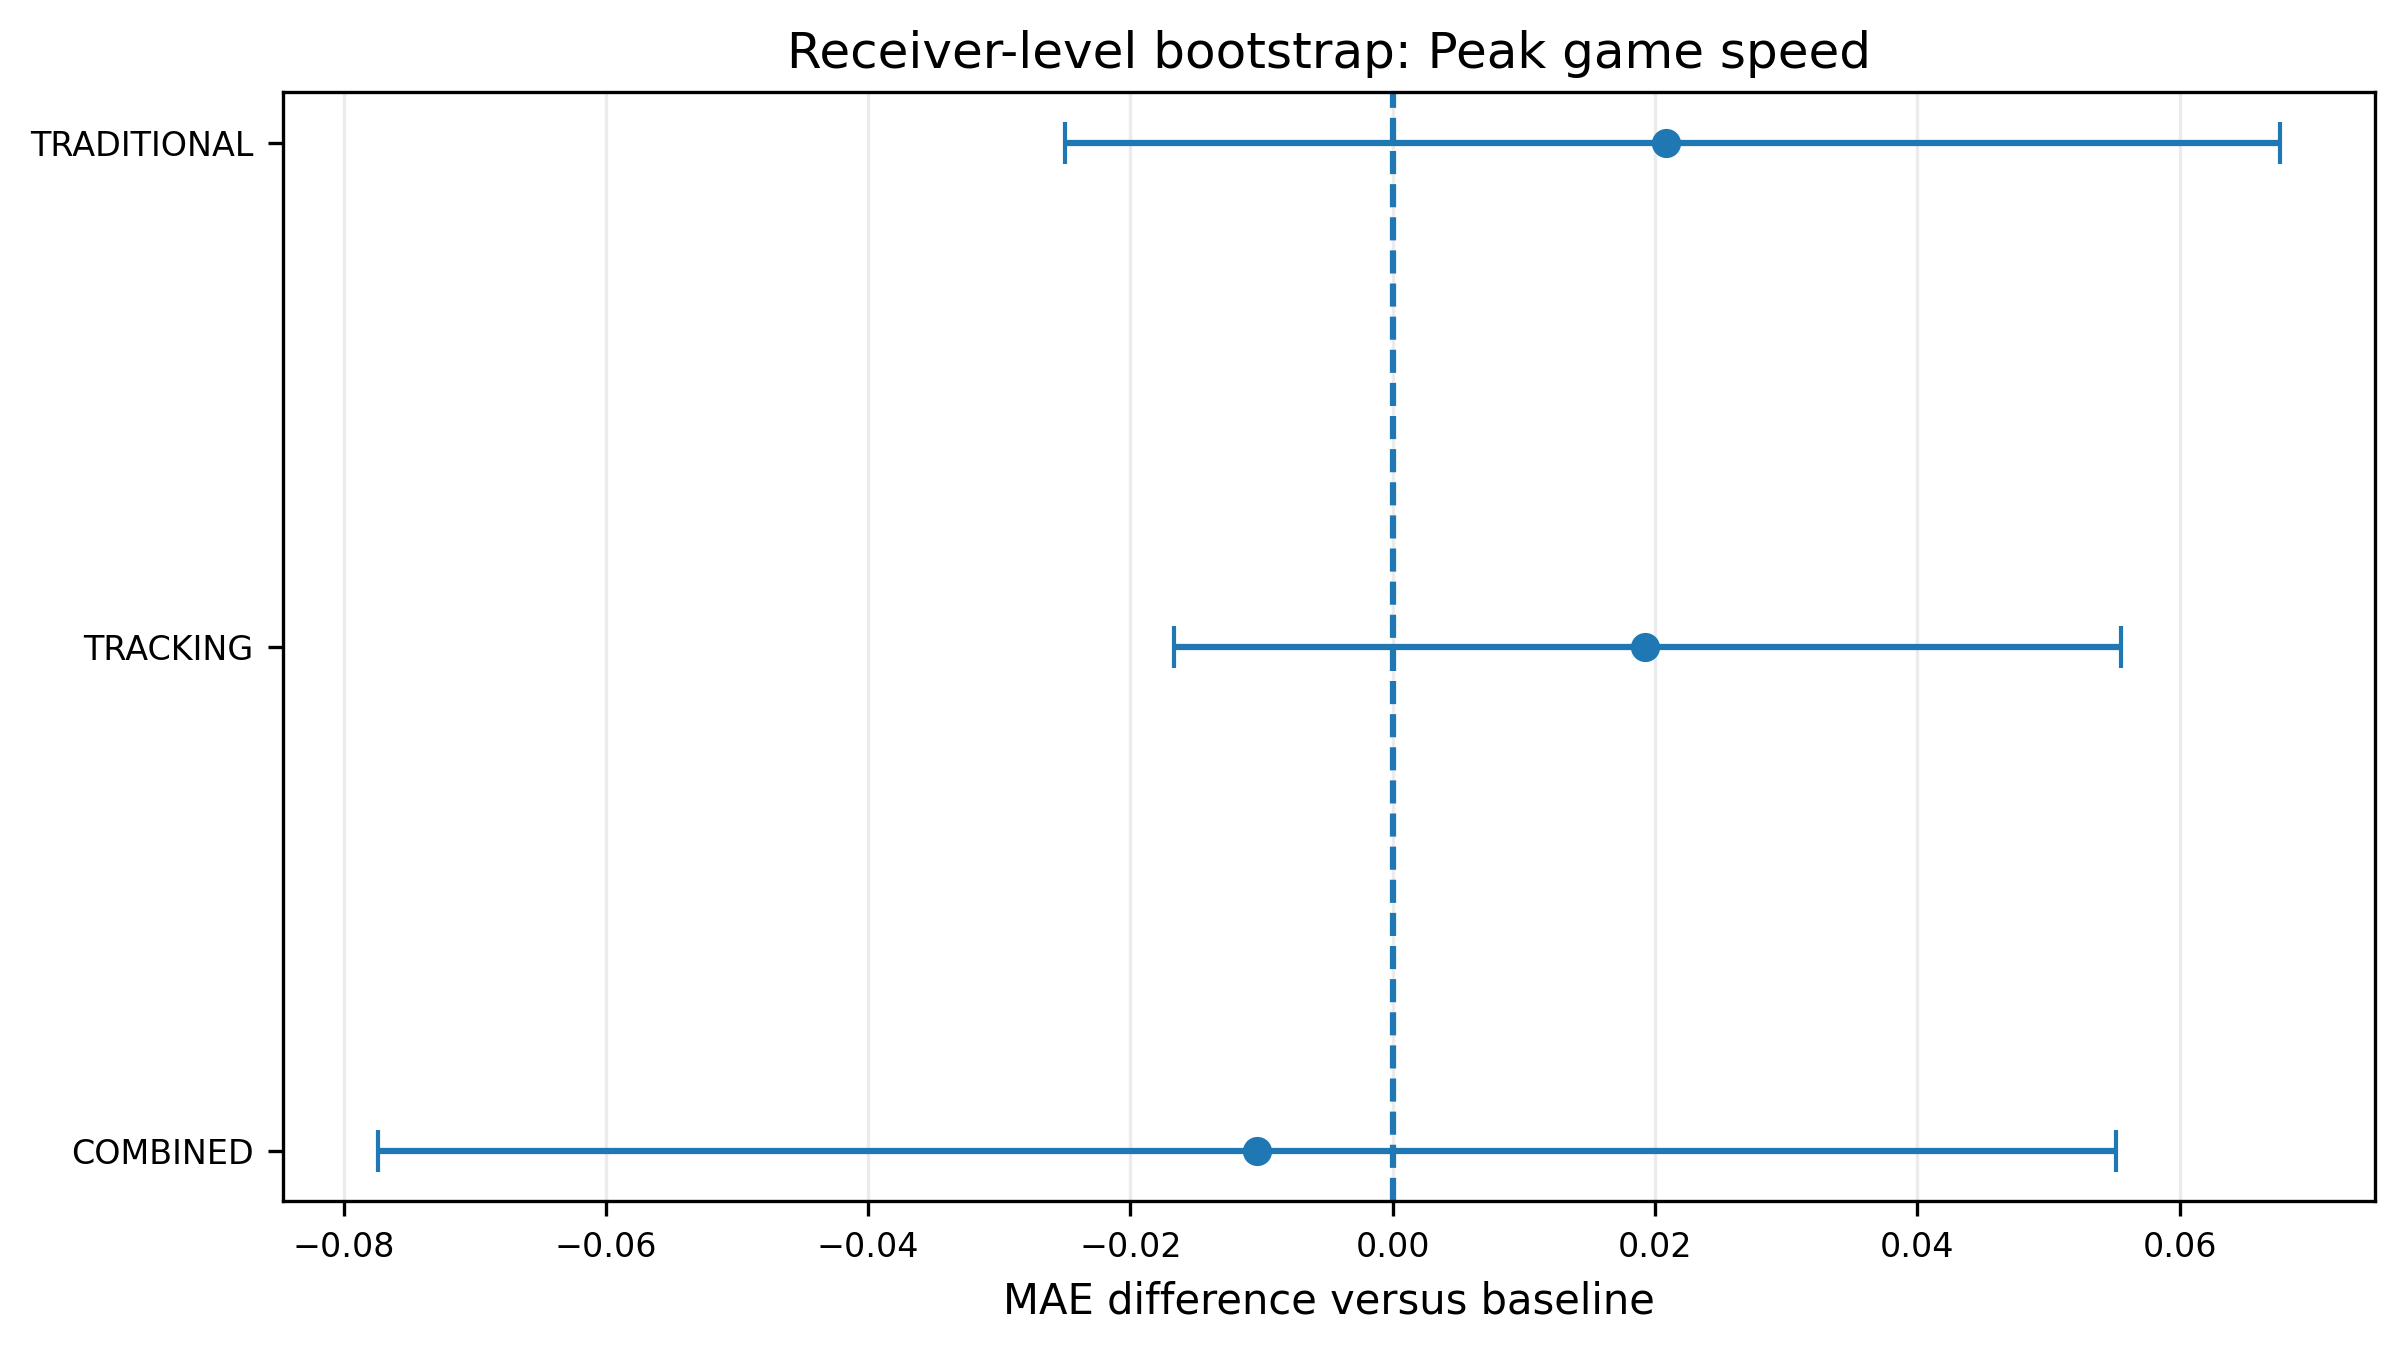 Receiver-level bootstrap: Peak game speed
TRADITIONAL
TRACKING
COMBINED
−0.08 −0.06 −0.04 −0.02 0.00 0.02 0.04 0.06
MAE difference versus baseline